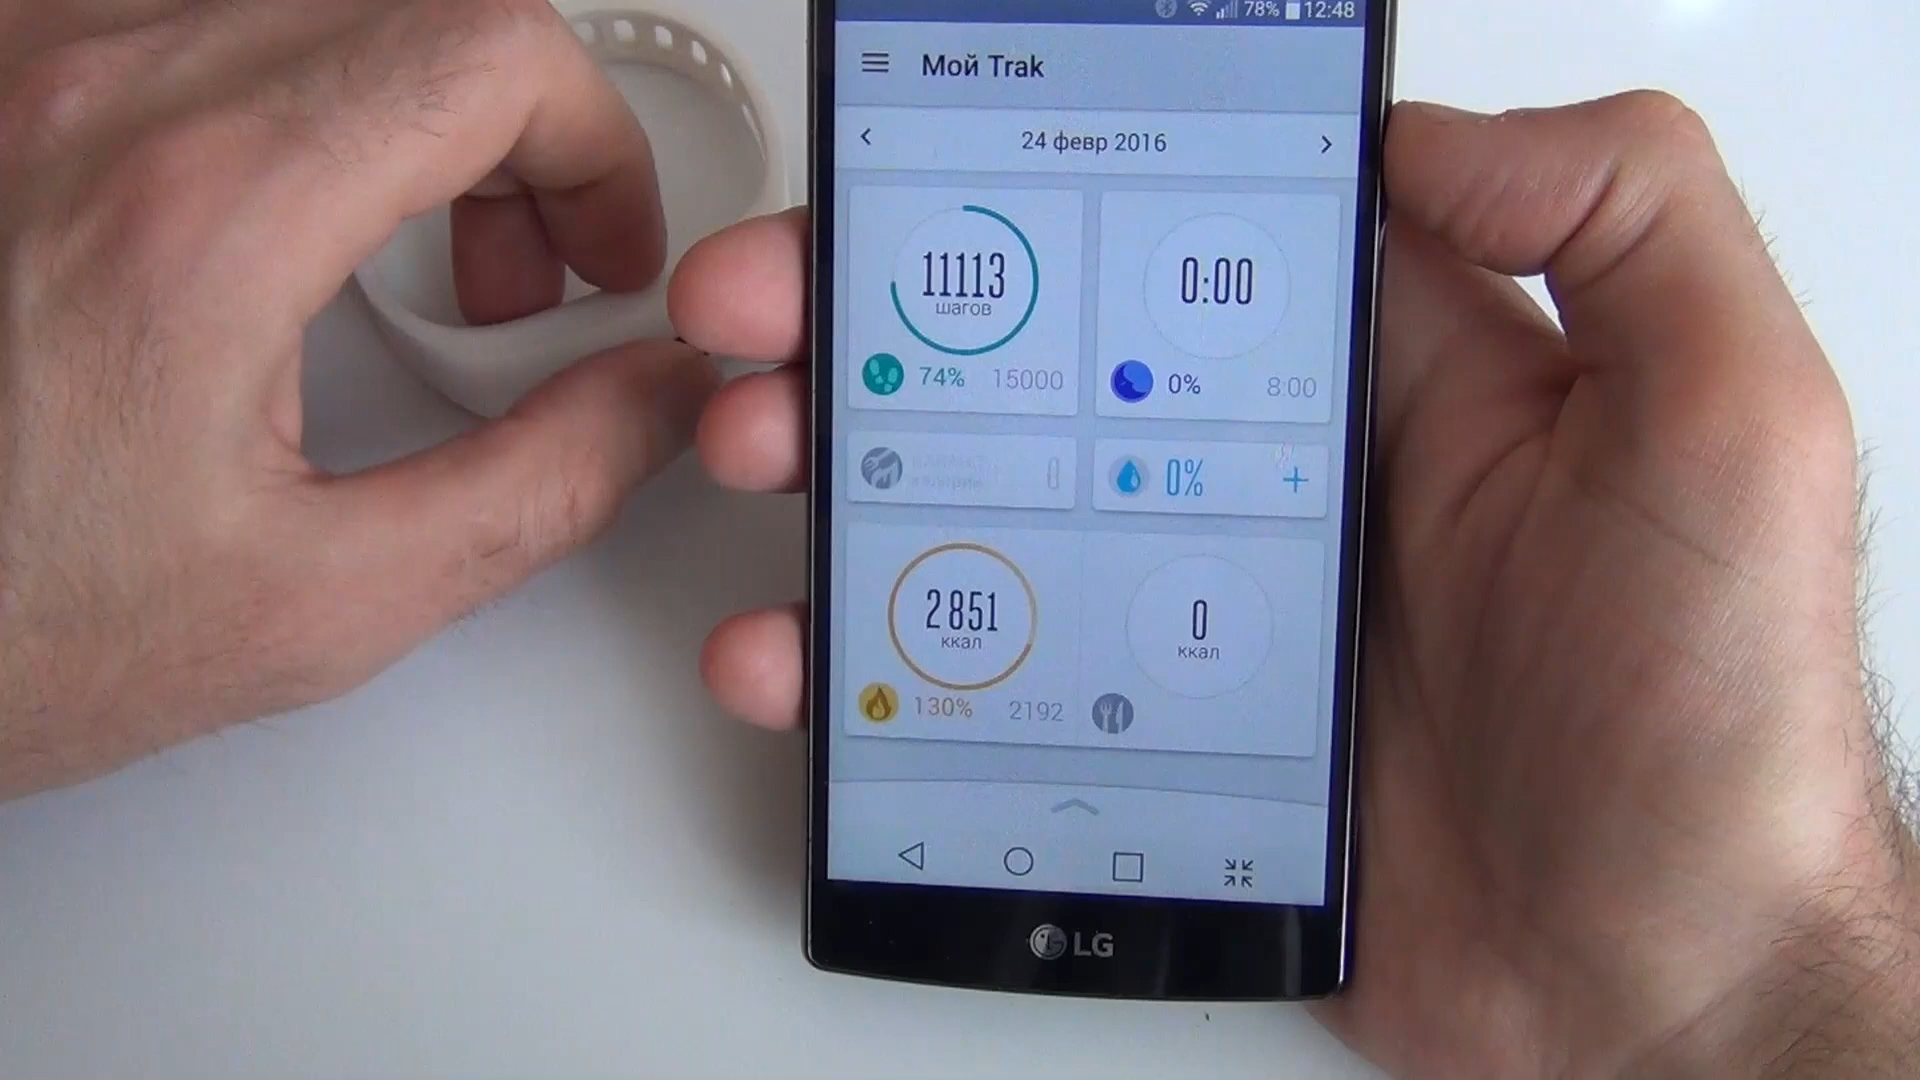 78% 12:48
Мой Trak
24 февр 2016
11113
шагов
74% 15000
0:00
0% 8:00
0
0% +
2 851
ккал
130% 2192
0
ккал
LG